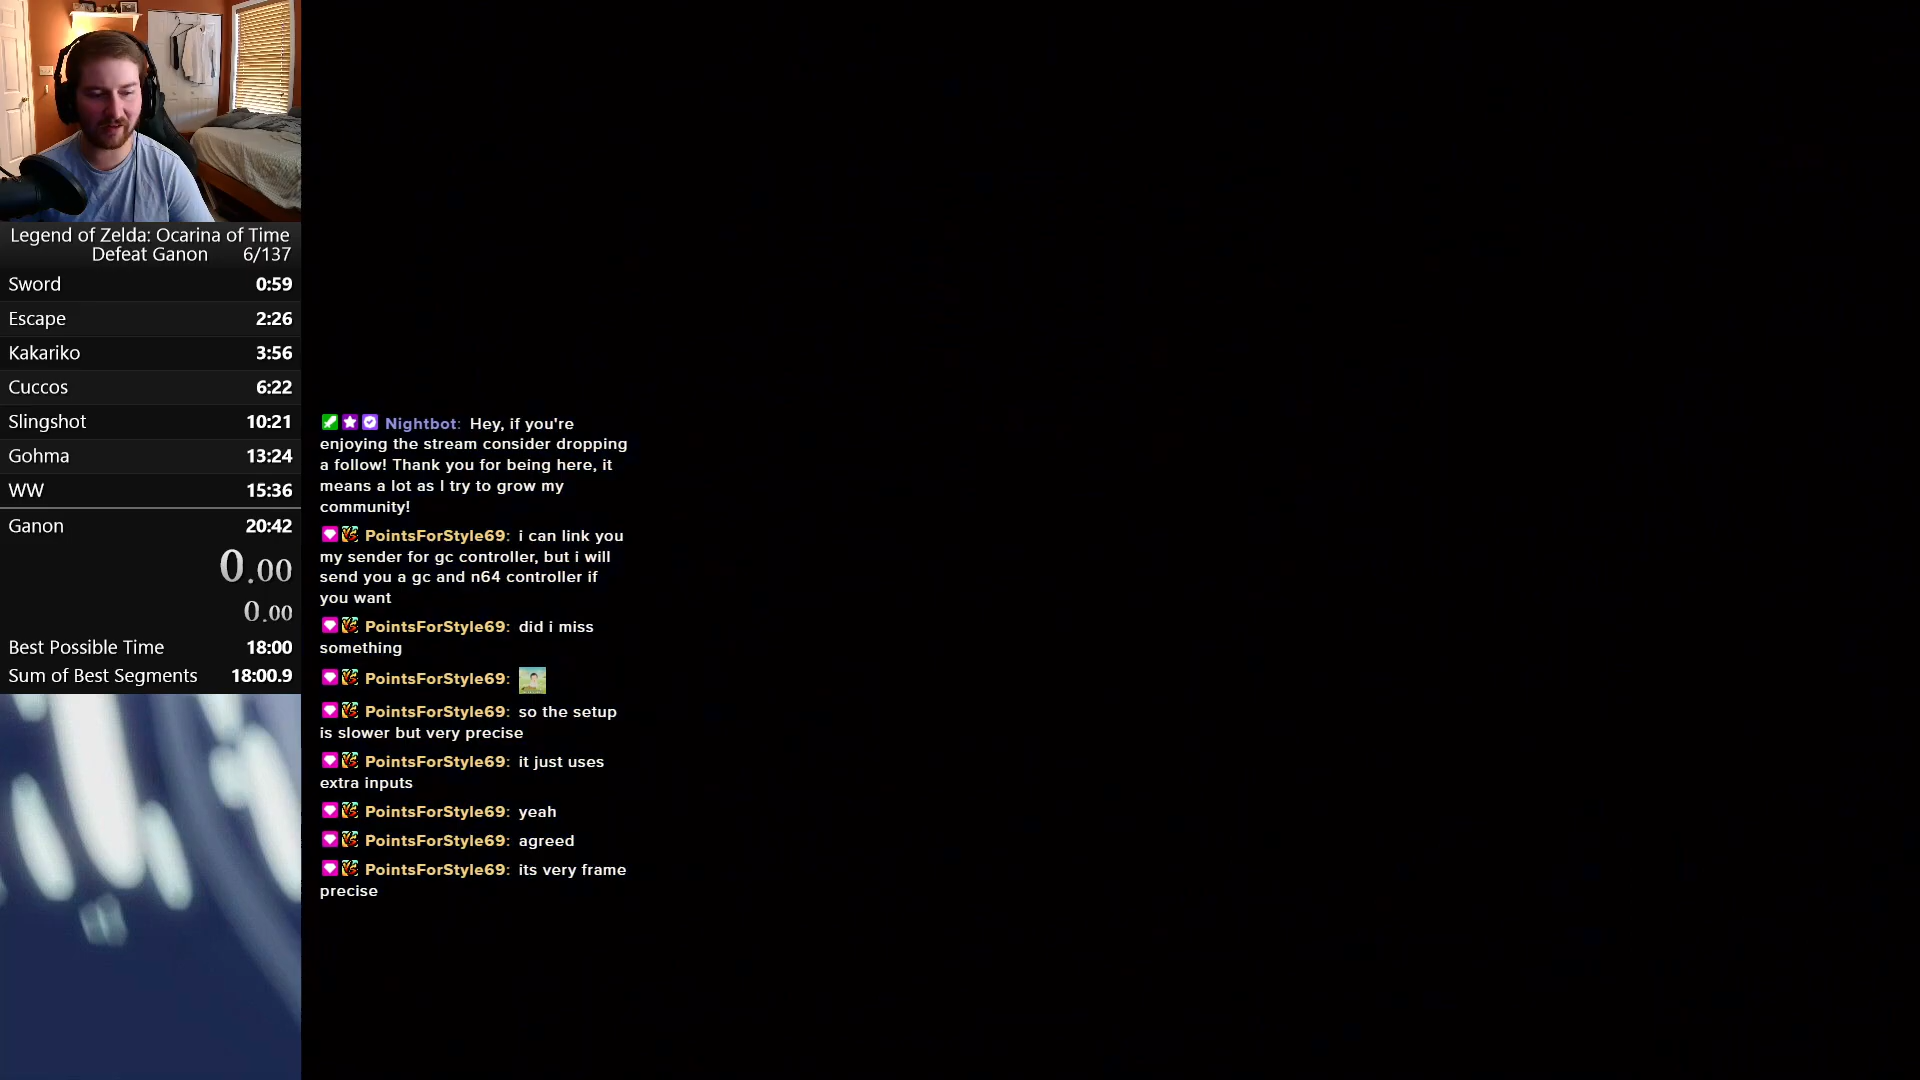 Legend of Zelda: Ocarina of Time
Defeat Ganon 6/137
Sword 0:59
Escape 2:26
Kakariko 3:56
Cuccos 6:22
Slingshot 10:21
Gohma 13:24
WW 15:36
Ganon 20:42
0.00
0.00
Best Possible Time 18:00
Sum of Best Segments 18:00.9
Nightbot: Hey, if you're
enjoying the stream consider dropping
a follow! Thank you for being here, it
means a lot as I try to grow my
community!
PointsForStyle69: i can link you
my sender for gc controller, but i will
send you a gc and n64 controller if
you want
PointsForStyle69: did i miss
something
PointsForStyle69:
PointsForStyle69: so the setup
is slower but very precise
PointsForStyle69: it just uses
extra inputs
PointsForStyle69: yeah
PointsForStyle69: agreed
PointsForStyle69: its very frame
precise